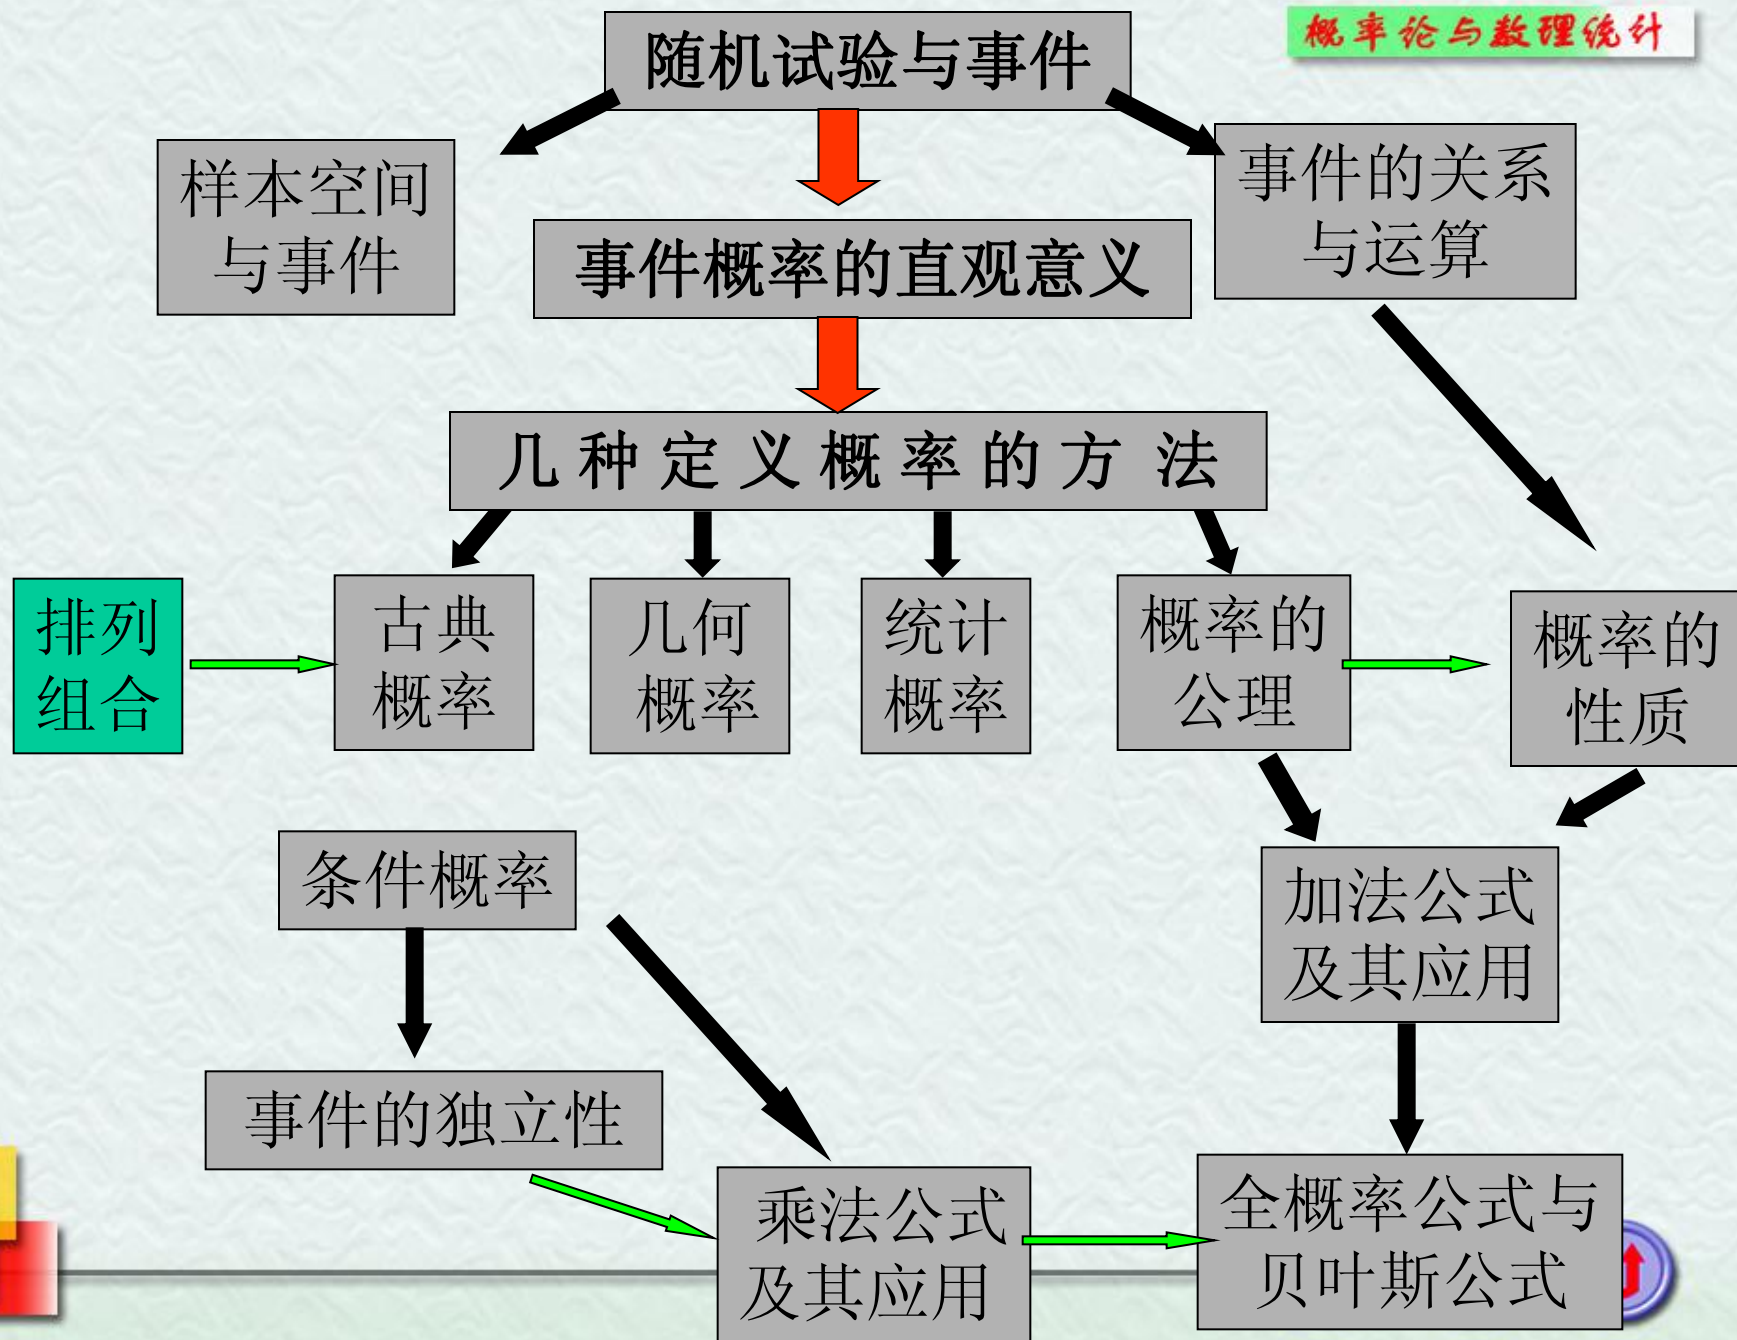 概率论与数理统计
随机试验与事件
样本空间
与事件
事件的关系
与运算
事件概率的直观意义
几种定义概率的方法
排列
组合
古典
概率
几何
概率
统计
概率
概率的
公理
概率的
性质
条件概率
加法公式
及其应用
事件的独立性
乘法公式
及其应用
全概率公式与
贝叶斯公式